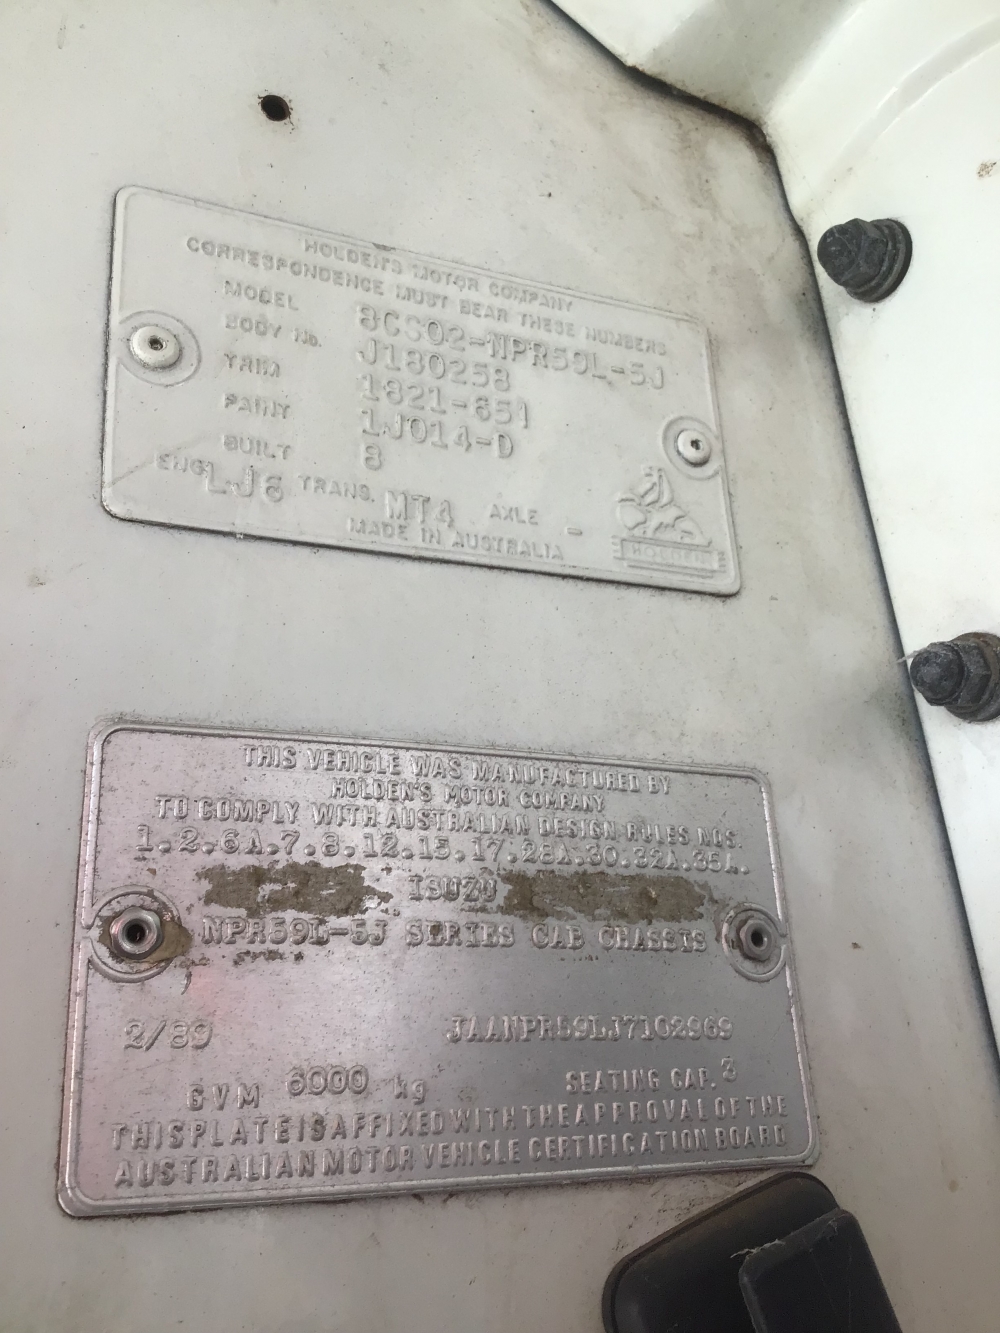 HOLDEN'S MOTOR COMPANY
CORRESPONDENCE MUST BEAR THESE NUMBERS
MODEL 8CS02-NPR59L-5J
BODY No. J180258
TRIM 1821-651
PAINT 1J014-D
BUILT 8
ENG LJ6 TRANS. MT4 AXLE -
MADE IN AUSTRALIA
HOLDEN
THIS VEHICLE WAS MANUFACTURED BY
HOLDEN'S MOTOR COMPANY
TO COMPLY WITH AUSTRALIAN DESIGN RULES NOS.
1.2.6A.7.8.12.15.17.28A.30.32A.35A.
ISUZU
NPR59L-5J SERIES CAB CHASSIS
2/89 JAANPR59LJ7102969
GVM 6000 kg SEATING CAP. 3
THIS PLATE IS AFFIXED WITH THE APPROVAL OF THE
AUSTRALIAN MOTOR VEHICLE CERTIFICATION BOARD